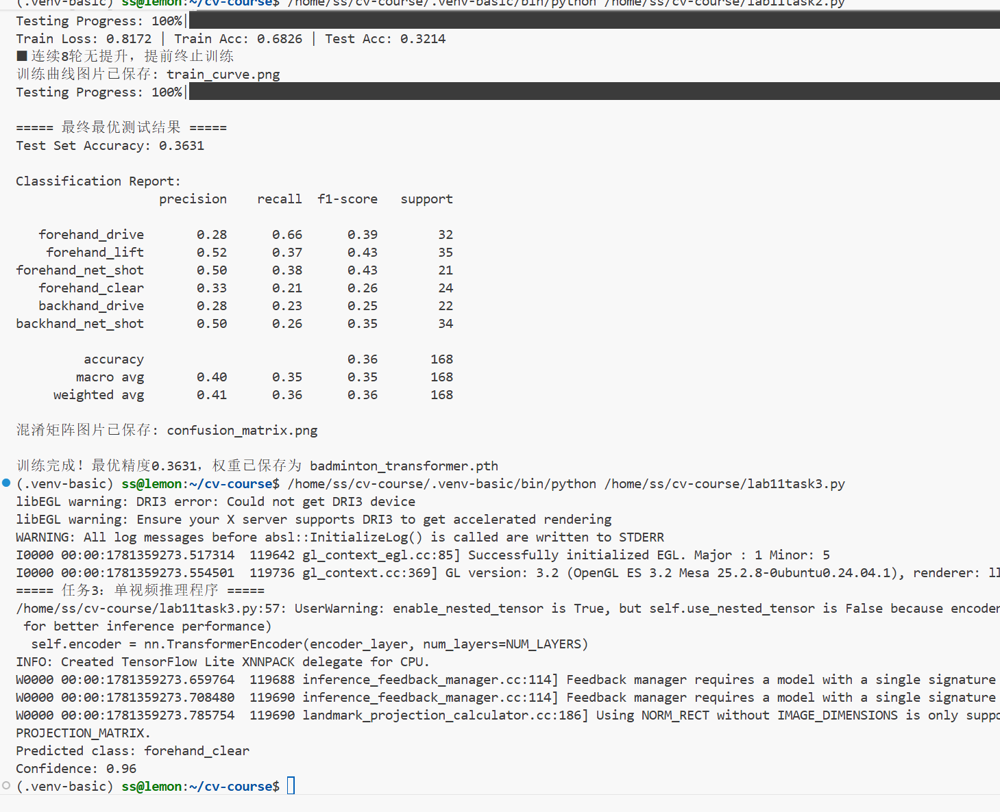 (.venv-basic) ss@lemon:~/cv-course$ /home/ss/cv-course/.venv-basic/bin/python /home/ss/cv-course/lab11task2.py
Testing Progress: 100%|
Train Loss: 0.8172 | Train Acc: 0.6826 | Test Acc: 0.3214
■ 连续8轮无提升，提前终止训练
训练曲线图片已保存: train_curve.png
Testing Progress: 100%|
===== 最终最优测试结果 =====
Test Set Accuracy: 0.3631
Classification Report:
precision recall f1-score support
forehand_drive 0.28 0.66 0.39 32
forehand_lift 0.52 0.37 0.43 35
forehand_net_shot 0.50 0.38 0.43 21
forehand_clear 0.33 0.21 0.26 24
backhand_drive 0.28 0.23 0.25 22
backhand_net_shot 0.50 0.26 0.35 34
accuracy 0.36 168
macro avg 0.40 0.35 0.35 168
weighted avg 0.41 0.36 0.36 168
混淆矩阵图片已保存: confusion_matrix.png
训练完成！最优精度0.3631，权重已保存为 badminton_transformer.pth
(.venv-basic) ss@lemon:~/cv-course$ /home/ss/cv-course/.venv-basic/bin/python /home/ss/cv-course/lab11task3.py
libEGL warning: DRI3 error: Could not get DRI3 device
libEGL warning: Ensure your X server supports DRI3 to get accelerated rendering
WARNING: All log messages before absl::InitializeLog() is called are written to STDERR
I0000 00:00:1781359273.517314 119642 gl_context_egl.cc:85] Successfully initialized EGL. Major : 1 Minor: 5
I0000 00:00:1781359273.554501 119736 gl_context.cc:369] GL version: 3.2 (OpenGL ES 3.2 Mesa 25.2.8-0ubuntu0.24.04.1), renderer: ll
===== 任务3：单视频推理程序 =====
/home/ss/cv-course/lab11task3.py:57: UserWarning: enable_nested_tensor is True, but self.use_nested_tensor is False because encoder
for better inference performance)
self.encoder = nn.TransformerEncoder(encoder_layer, num_layers=NUM_LAYERS)
INFO: Created TensorFlow Lite XNNPACK delegate for CPU.
W0000 00:00:1781359273.659764 119688 inference_feedback_manager.cc:114] Feedback manager requires a model with a single signature
W0000 00:00:1781359273.708480 119690 inference_feedback_manager.cc:114] Feedback manager requires a model with a single signature
W0000 00:00:1781359273.785754 119690 landmark_projection_calculator.cc:186] Using NORM_RECT without IMAGE_DIMENSIONS is only suppo
PROJECTION_MATRIX.
Predicted class: forehand_clear
Confidence: 0.96
(.venv-basic) ss@lemon:~/cv-course$